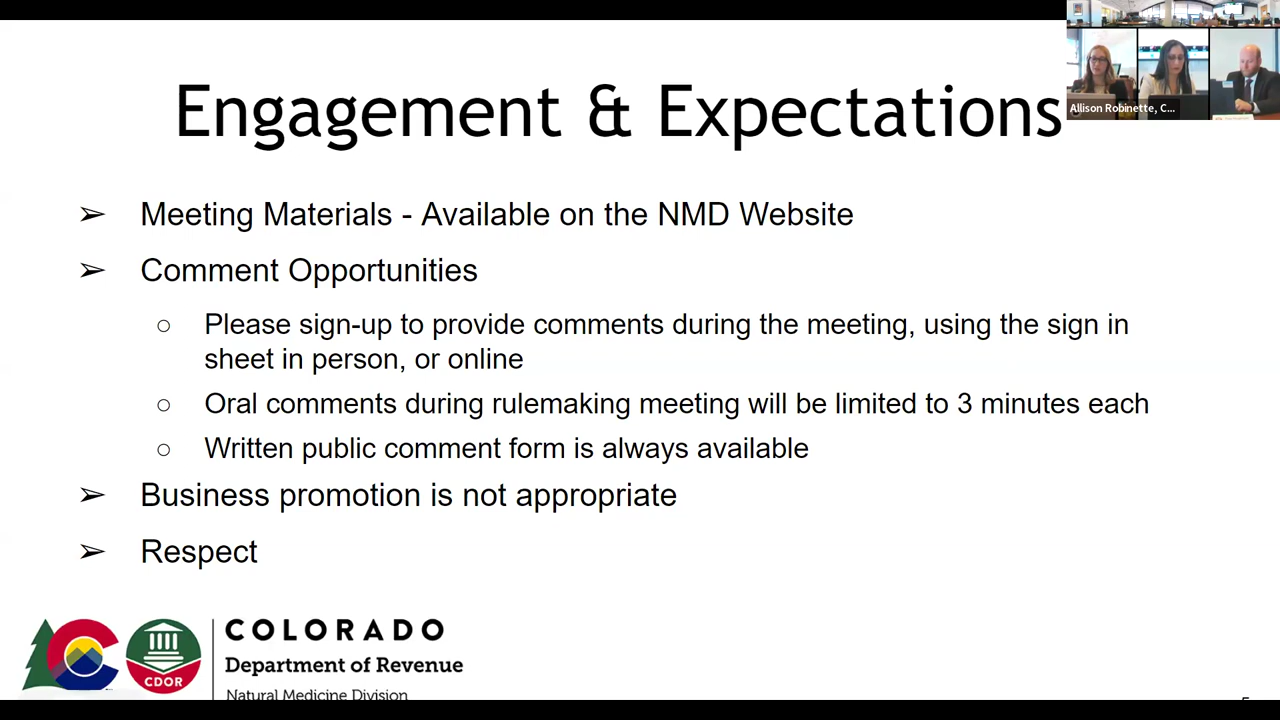 Engagement & Expectations
Allison Robinette, C...
➢ Meeting Materials - Available on the NMD Website
➢ Comment Opportunities
○ Please sign-up to provide comments during the meeting, using the sign in
sheet in person, or online
○ Oral comments during rulemaking meeting will be limited to 3 minutes each
○ Written public comment form is always available
➢ Business promotion is not appropriate
➢ Respect
CDOR
COLORADO
Department of Revenue
Natural Medicine Division